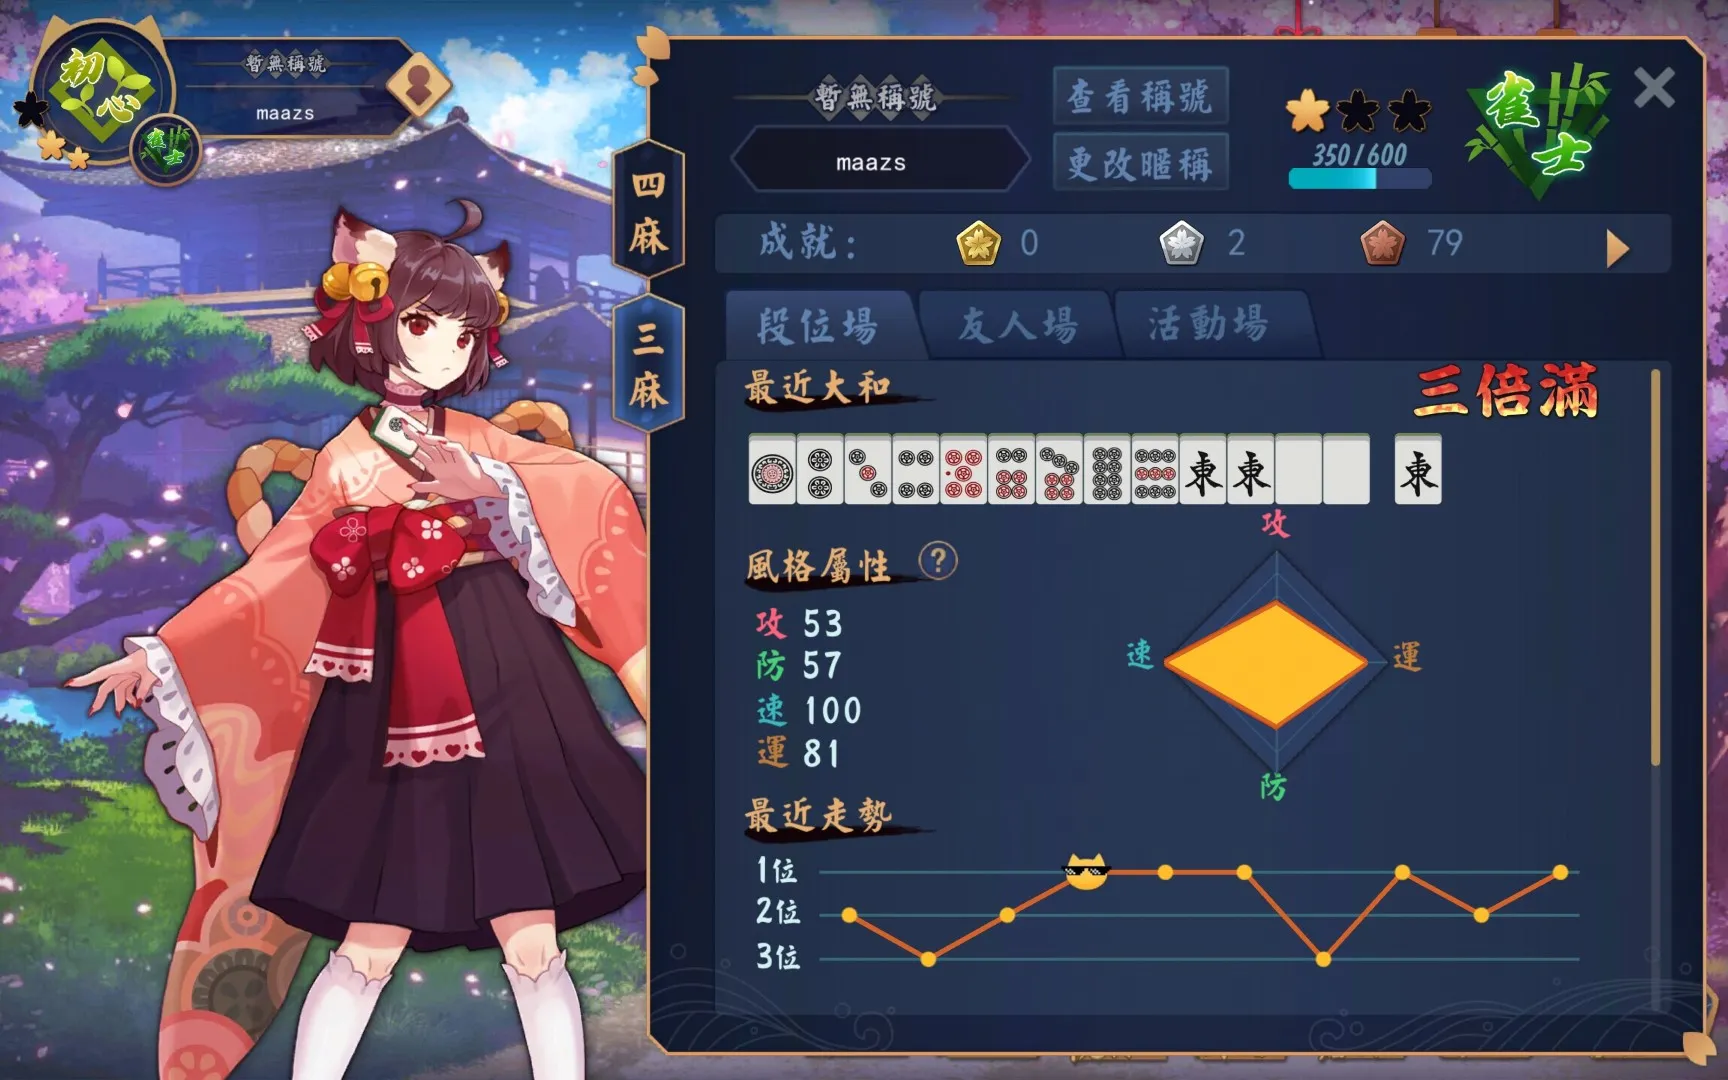 初心
暫無稱號
maazs
雀士
四麻
三麻
暫無稱號
maazs
查看稱號
更改暱稱
350/600
雀士
成就：
0
2
79
段位場
友人場
活動場
最近大和
三倍滿
東 東 東
風格屬性 ?
攻 53
防 57
速 100
運 81
攻
速
運
防
最近走勢
1位
2位
3位